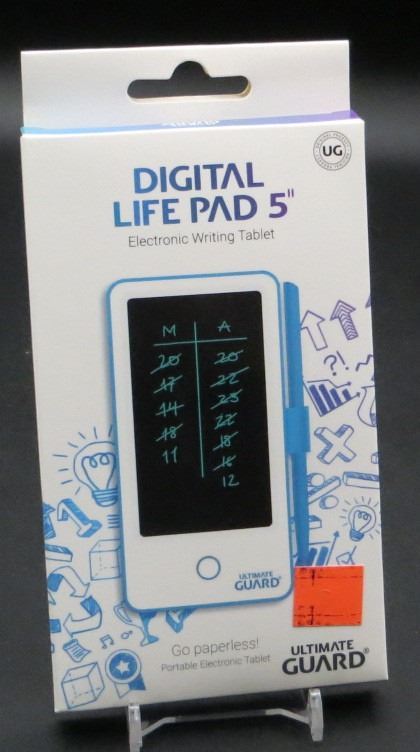 UG
DIGITAL
LIFE PAD 5"
Electronic Writing Tablet
M A
20 20
17 22
14 23
18 22
11 18
16
12
?!
ULTIMATE
GUARD®
Go paperless!
Portable Electronic Tablet
ULTIMATE
GUARD®